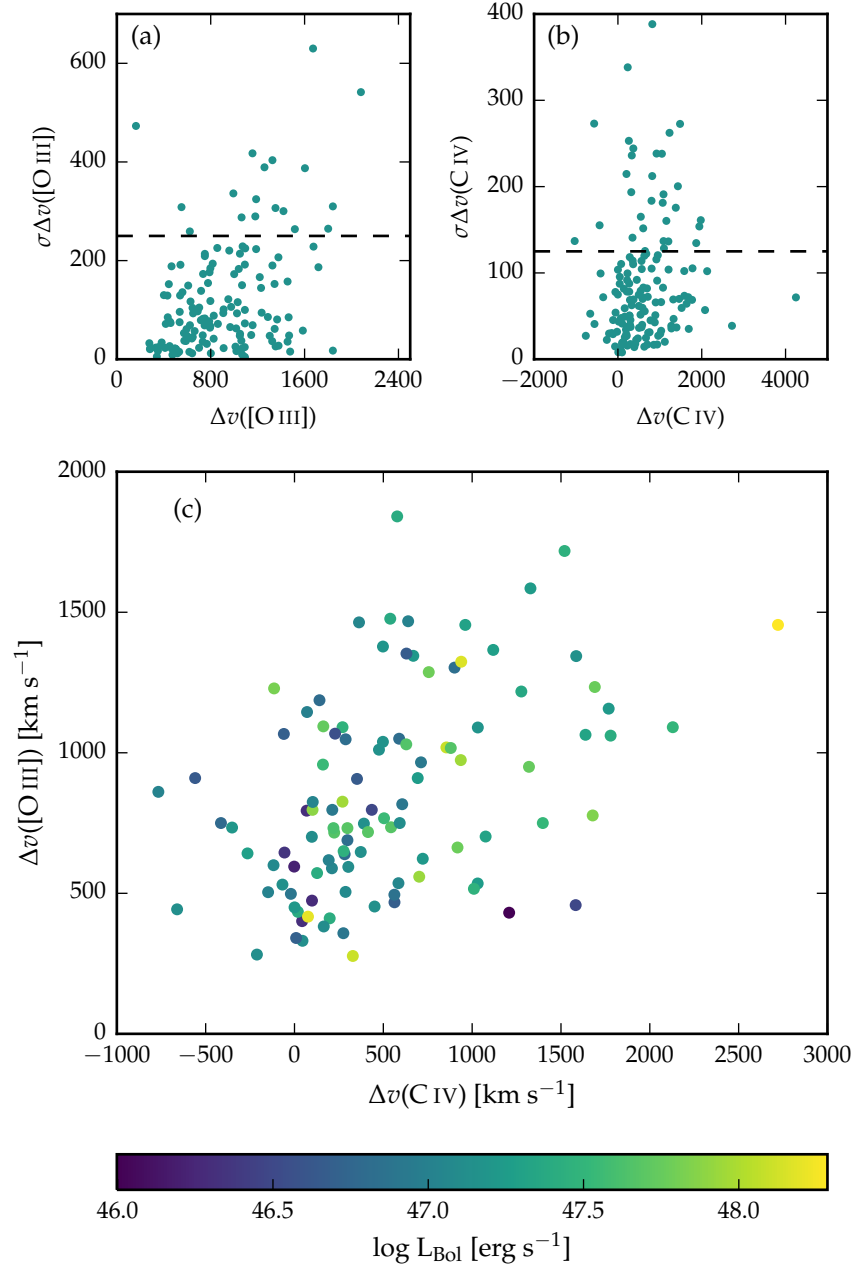 (a)
600
400
200
0
σΔv([O III])
0 800 1600 2400
Δv([O III])
(b)
400
300
200
100
0
σΔv(C IV)
−2000 0 2000 4000
Δv(C IV)
(c)
2000
1500
1000
500
0
Δv([O III]) [km s⁻¹]
−1000 −500 0 500 1000 1500 2000 2500 3000
Δv(C IV) [km s⁻¹]
46.0 46.5 47.0 47.5 48.0
log L_Bol [erg s⁻¹]